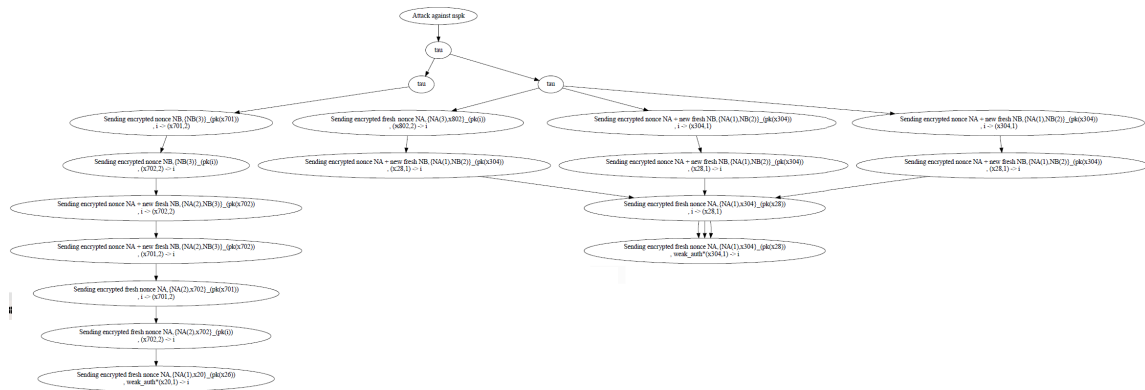 Attack against nspk
tau
tau
tau
Sending encrypted nonce NB,{NB(3)}_(pk(x701))
, i -> (x701,2)
Sending encrypted fresh nonce NA,{NA(3),x802}_(pk(i))
, (x802,2) -> i
Sending encrypted nonce NA + new fresh NB,{NA(1),NB(2)}_(pk(x304))
, i -> (x304,1)
Sending encrypted nonce NA + new fresh NB,{NA(1),NB(2)}_(pk(x304))
, i -> (x304,1)
Sending encrypted nonce NB,{NB(3)}_(pk(i))
, (x702,2) -> i
Sending encrypted nonce NA + new fresh NB,{NA(1),NB(2)}_(pk(x304))
, (x28,1) -> i
Sending encrypted nonce NA + new fresh NB,{NA(1),NB(2)}_(pk(x304))
, (x28,1) -> i
Sending encrypted nonce NA + new fresh NB,{NA(1),NB(2)}_(pk(x304))
, (x28,1) -> i
Sending encrypted nonce NA + new fresh NB,{NA(2),NB(3)}_(pk(x702))
, i -> (x702,2)
Sending encrypted fresh nonce NA,{NA(1),x304}_(pk(x28))
, i -> (x28,1)
Sending encrypted nonce NA + new fresh NB,{NA(2),NB(3)}_(pk(x702))
, (x701,2) -> i
Sending encrypted fresh nonce NA,{NA(1),x304}_(pk(x28))
, weak_auth*(x304,1) -> i
Sending encrypted fresh nonce NA,{NA(2),x702}_(pk(x701))
, i -> (x701,2)
Sending encrypted fresh nonce NA,{NA(2),x702}_(pk(i))
, (x702,2) -> i
Sending encrypted fresh nonce NA,{NA(1),x20}_(pk(x26))
, weak_auth*(x20,1) -> i